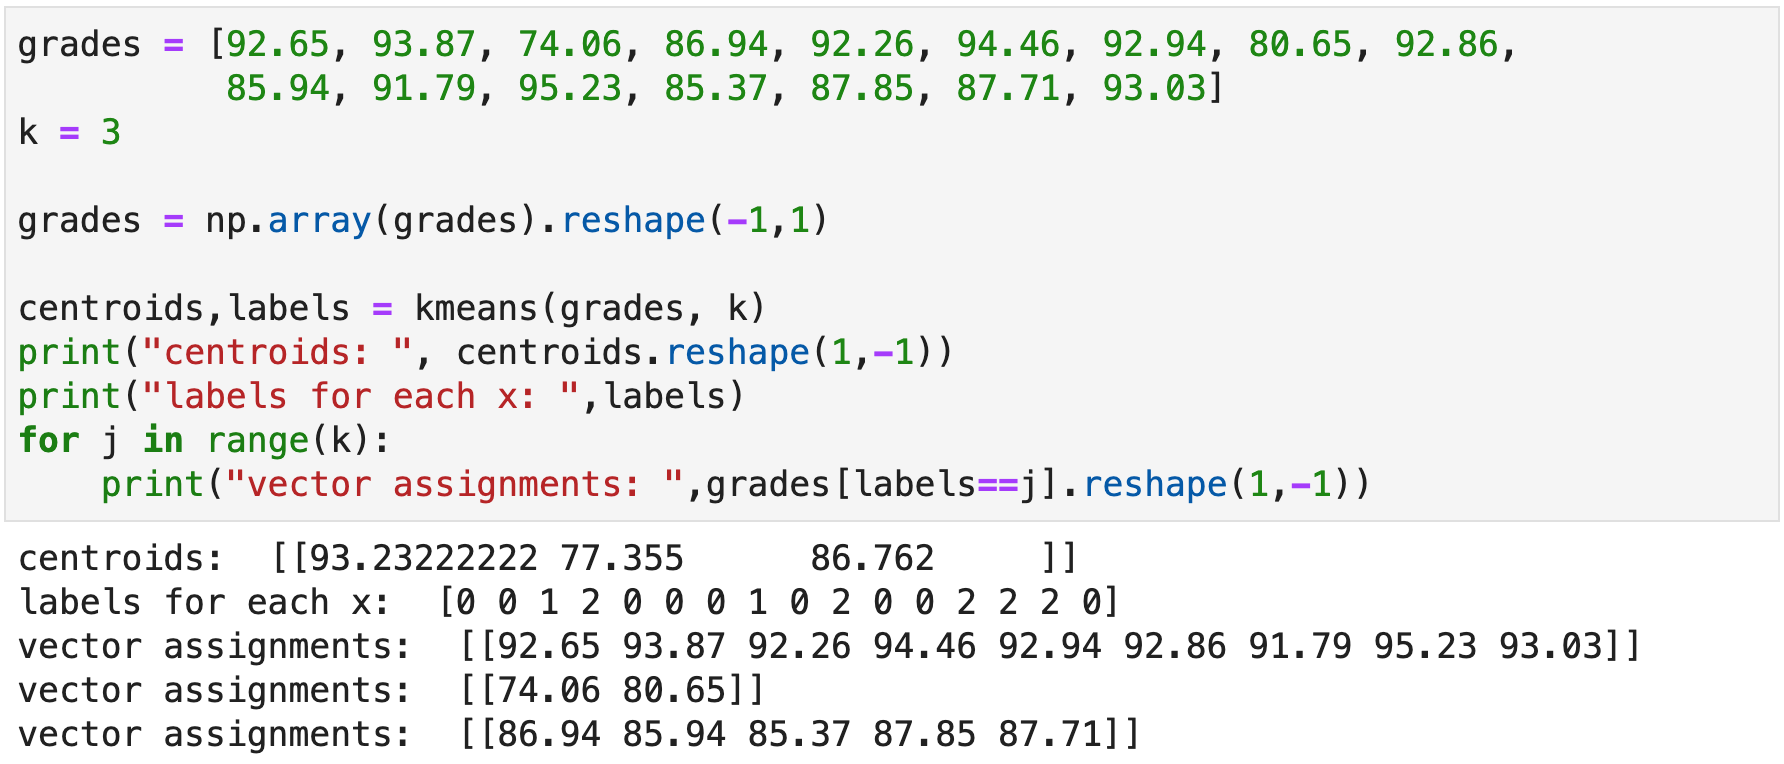 grades = [92.65, 93.87, 74.06, 86.94, 92.26, 94.46, 92.94, 80.65, 92.86,
          85.94, 91.79, 95.23, 85.37, 87.85, 87.71, 93.03]
k = 3

grades = np.array(grades).reshape(-1,1)

centroids,labels = kmeans(grades, k)
print("centroids: ", centroids.reshape(1,-1))
print("labels for each x: ",labels)
for j in range(k):
    print("vector assignments: ",grades[labels==j].reshape(1,-1))
centroids:  [[93.23222222 77.355      86.762     ]]
labels for each x:  [0 0 1 2 0 0 0 1 0 2 0 0 2 2 2 0]
vector assignments:  [[92.65 93.87 92.26 94.46 92.94 92.86 91.79 95.23 93.03]]
vector assignments:  [[74.06 80.65]]
vector assignments:  [[86.94 85.94 85.37 87.85 87.71]]